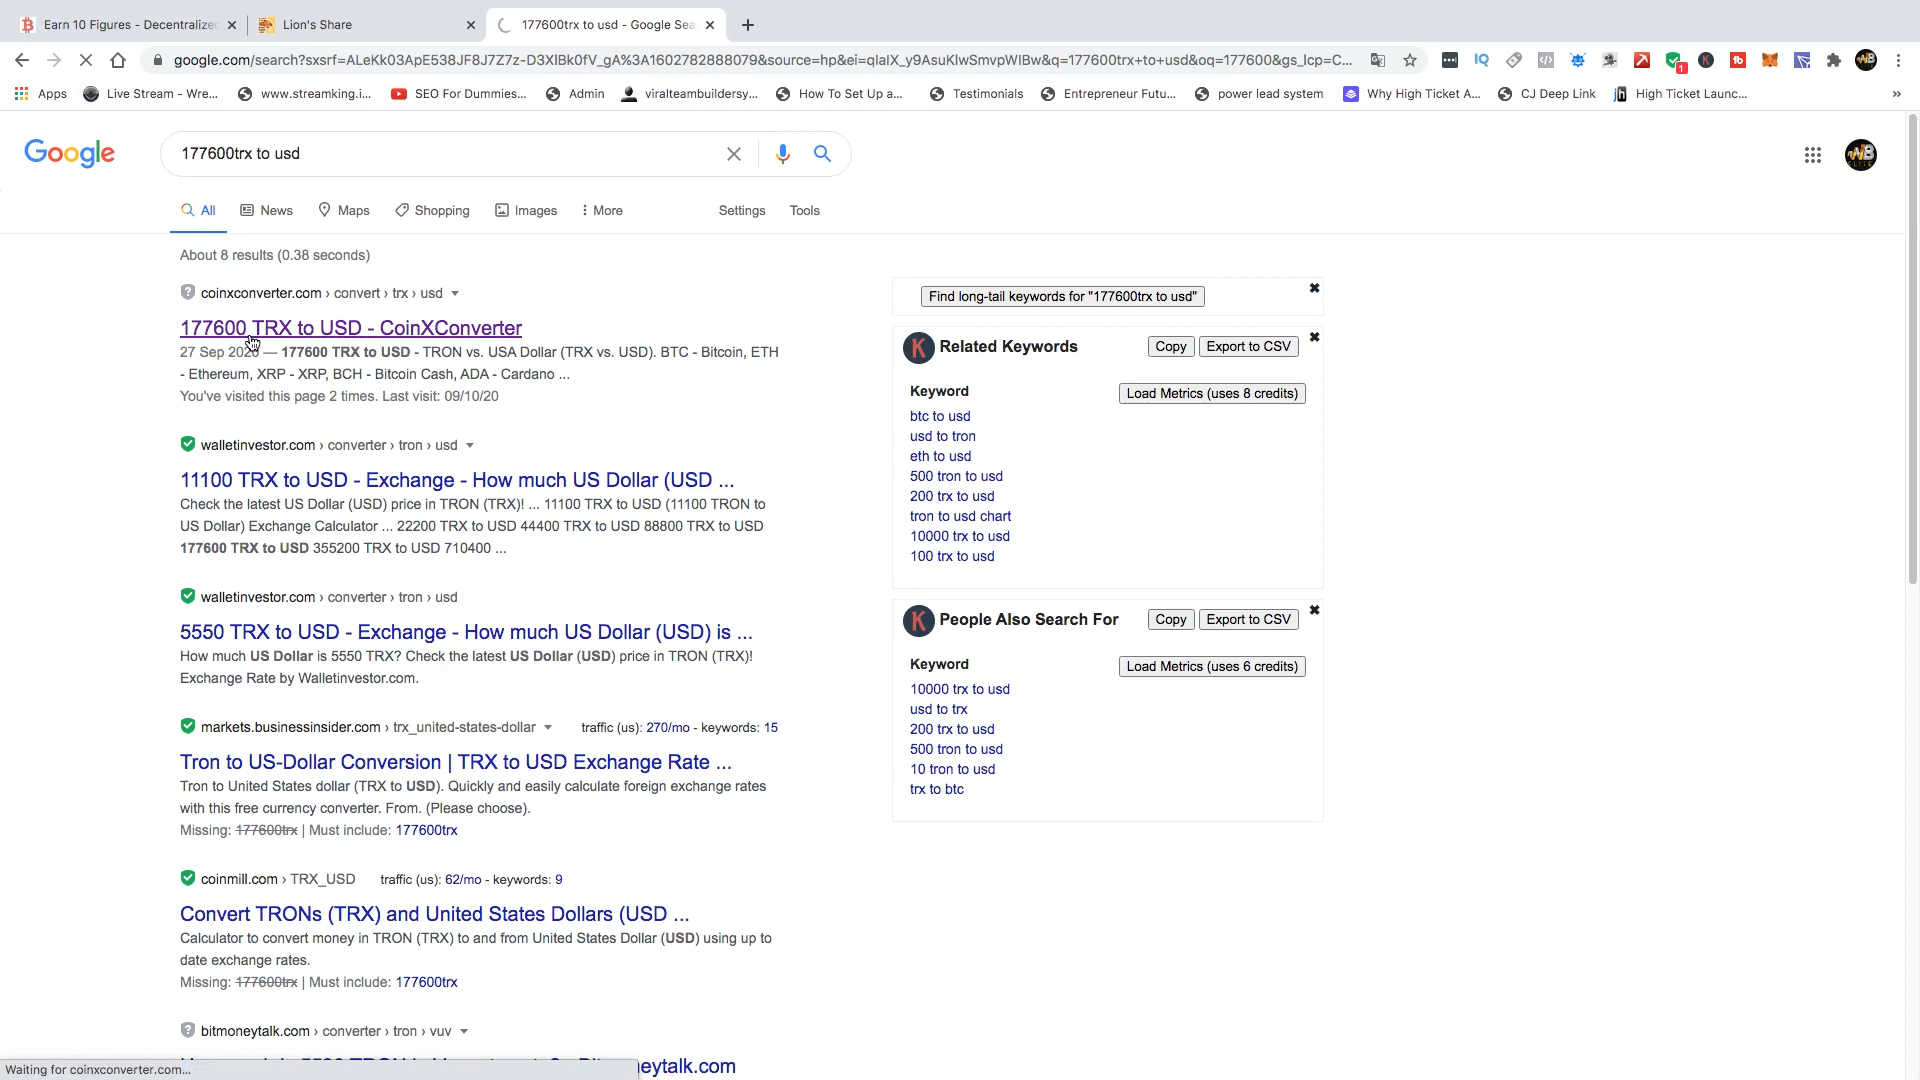 Earn 10 Figures - Decentralize
Lion's Share
177600trx to usd - Google Sea
google.com/search?sxsrf=ALeKk03ApE538JF8J7Z7z-D3XIBk0fV_gA%3A1602782888079&source=hp&ei=qIaIX_y9AsuKlwSmvpWIBw&q=177600trx+to+usd&oq=177600&gs_lcp=C...
1
Apps
Live Stream - Wre...
www.streamking.i...
SEO For Dummies...
Admin
viralteambuildersy...
How To Set Up a...
Testimonials
Entrepreneur Futu...
power lead system
Why High Ticket A...
CJ Deep Link
High Ticket Launc...
Google
177600trx to usd
All
News
Maps
Shopping
Images
More
Settings
Tools
About 8 results (0.38 seconds)
coinxconverter.com › convert › trx › usd
177600 TRX to USD - CoinXConverter
27 Sep 2020 — 177600 TRX to USD - TRON vs. USA Dollar (TRX vs. USD). BTC - Bitcoin, ETH
- Ethereum, XRP - XRP, BCH - Bitcoin Cash, ADA - Cardano ...
You've visited this page 2 times. Last visit: 09/10/20
walletinvestor.com › converter › tron › usd
11100 TRX to USD - Exchange - How much US Dollar (USD ...
Check the latest US Dollar (USD) price in TRON (TRX)! ... 11100 TRX to USD (11100 TRON to
US Dollar) Exchange Calculator ... 22200 TRX to USD 44400 TRX to USD 88800 TRX to USD
177600 TRX to USD 355200 TRX to USD 710400 ...
walletinvestor.com › converter › tron › usd
5550 TRX to USD - Exchange - How much US Dollar (USD) is ...
How much US Dollar is 5550 TRX? Check the latest US Dollar (USD) price in TRON (TRX)!
Exchange Rate by Walletinvestor.com.
markets.businessinsider.com › trx_united-states-dollar
traffic (us): 270/mo - keywords: 15
Tron to US-Dollar Conversion | TRX to USD Exchange Rate ...
Tron to United States dollar (TRX to USD). Quickly and easily calculate foreign exchange rates
with this free currency converter. From. (Please choose).
Missing: 177600trx | Must include: 177600trx
coinmill.com › TRX_USD
traffic (us): 62/mo - keywords: 9
Convert TRONs (TRX) and United States Dollars (USD ...
Calculator to convert money in TRON (TRX) to and from United States Dollar (USD) using up to
date exchange rates.
Missing: 177600trx | Must include: 177600trx
bitmoneytalk.com › converter › tron › vuv
eytalk.com
Waiting for coinxconverter.com...
Find long-tail keywords for "177600trx to usd"
Related Keywords
Copy
Export to CSV
Keyword
Load Metrics (uses 8 credits)
btc to usd
usd to tron
eth to usd
500 tron to usd
200 trx to usd
tron to usd chart
10000 trx to usd
100 trx to usd
People Also Search For
Copy
Export to CSV
Keyword
Load Metrics (uses 6 credits)
10000 trx to usd
usd to trx
200 trx to usd
500 tron to usd
10 tron to usd
trx to btc